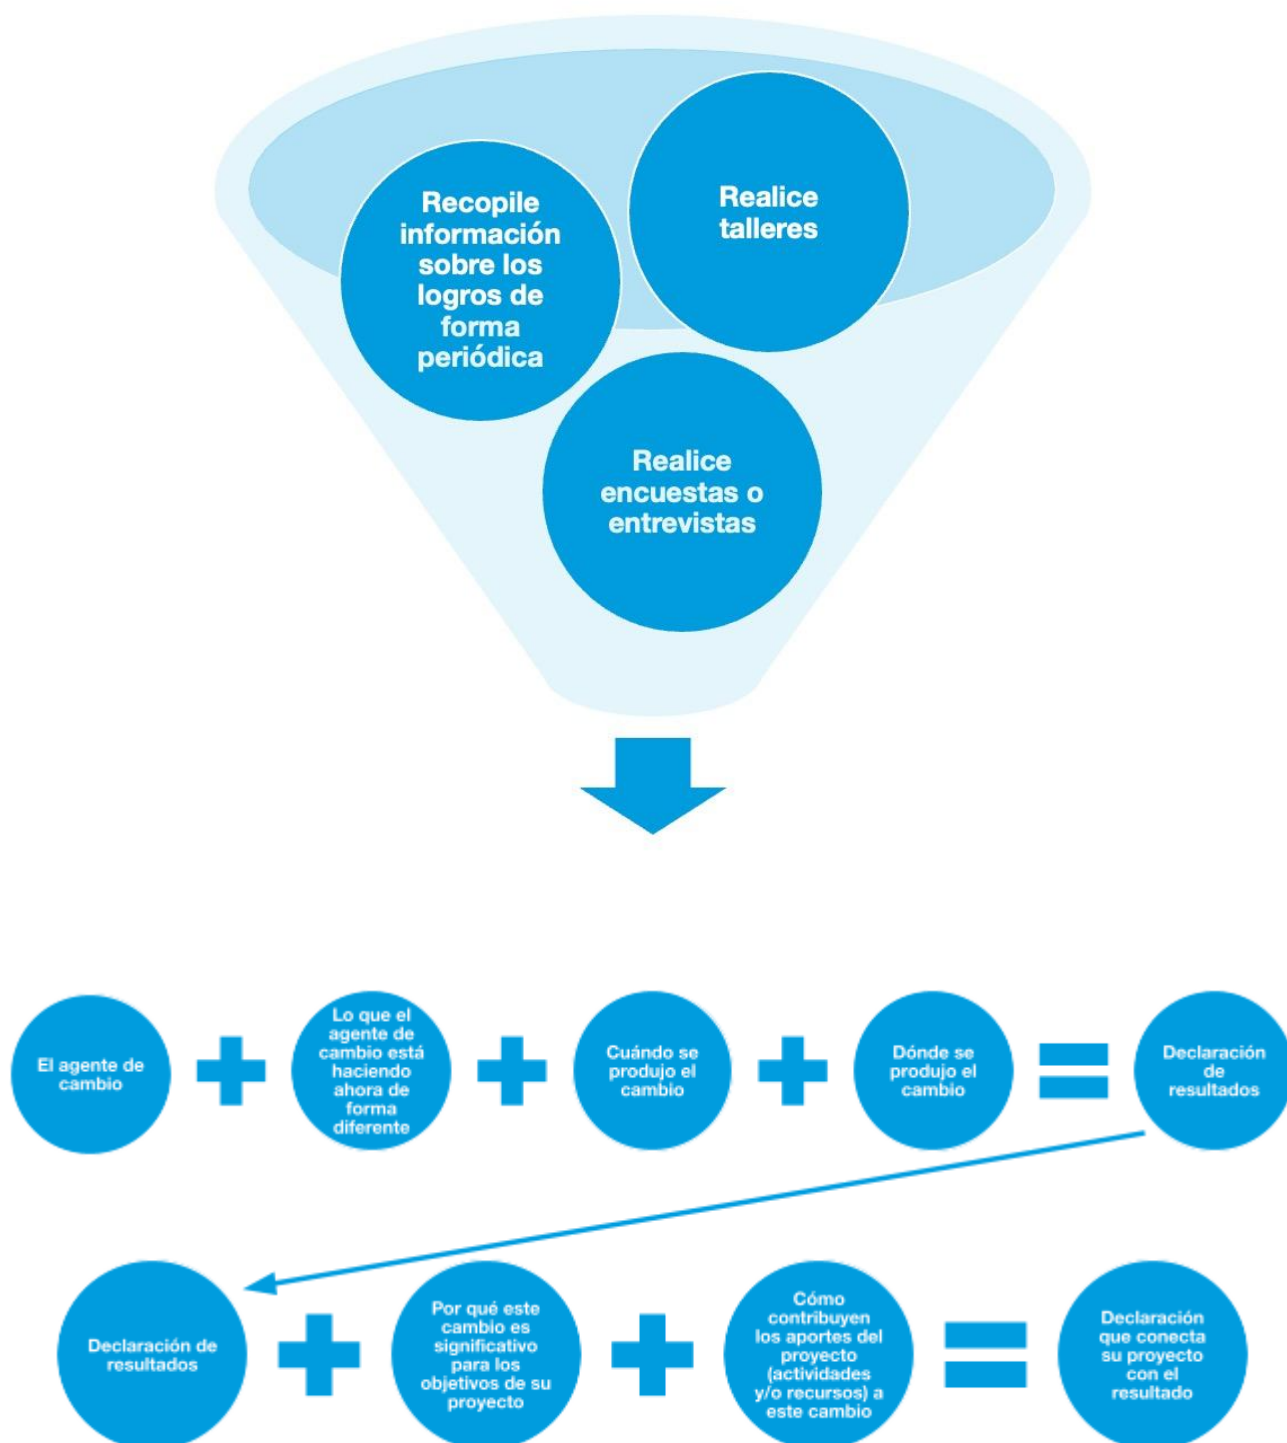 Recopile
información
sobre los
logros de
forma
periódica
Realice
talleres
Realice
encuestas o
entrevistas
El agente de
cambio
Lo que el
agente de
cambio está
haciendo
ahora de
forma
diferente
Cuándo se
produjo el
cambio
Dónde se
produjo el
cambio
Declaración
de
resultados
Declaración de
resultados
Por qué este
cambio es
significativo
para los
objetivos de su
proyecto
Cómo
contribuyen
los aportes del
proyecto
(actividades
y/o recursos) a
este cambio
Declaración
que conecta
su proyecto
con el
resultado